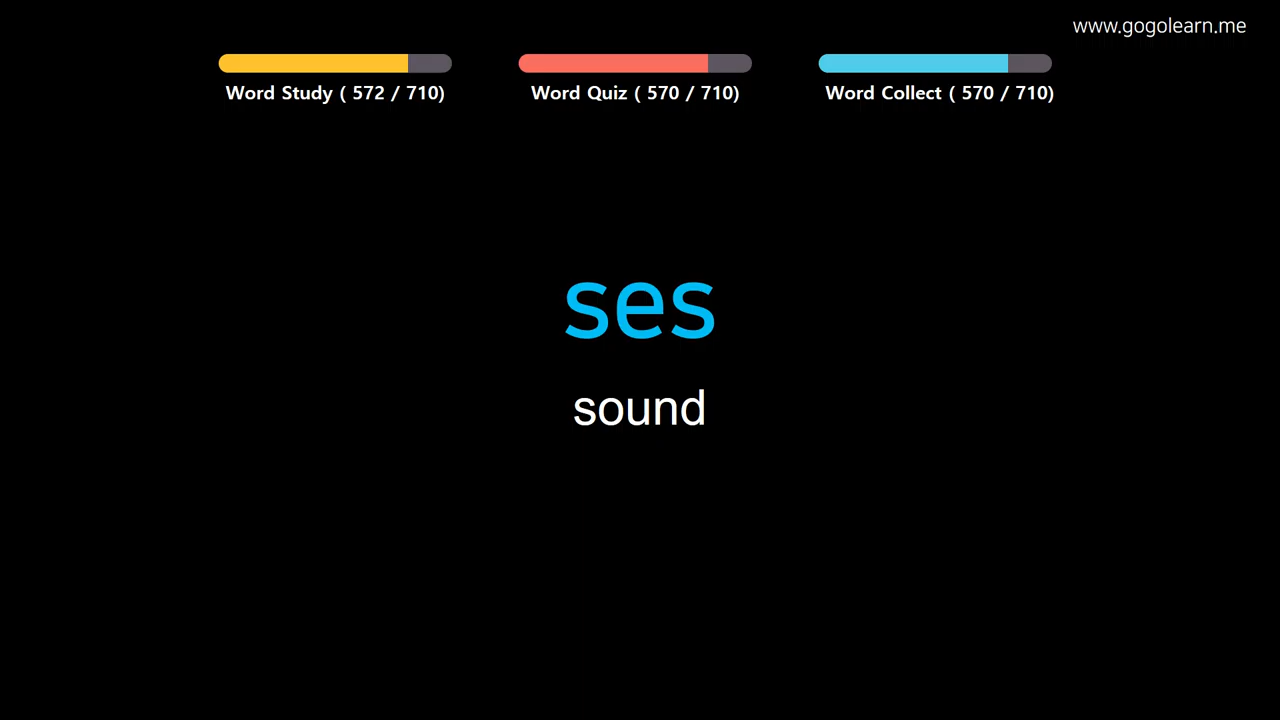 www.gogolearn.me
Word Study ( 572 / 710)
Word Quiz ( 570 / 710)
Word Collect ( 570 / 710)
ses
sound